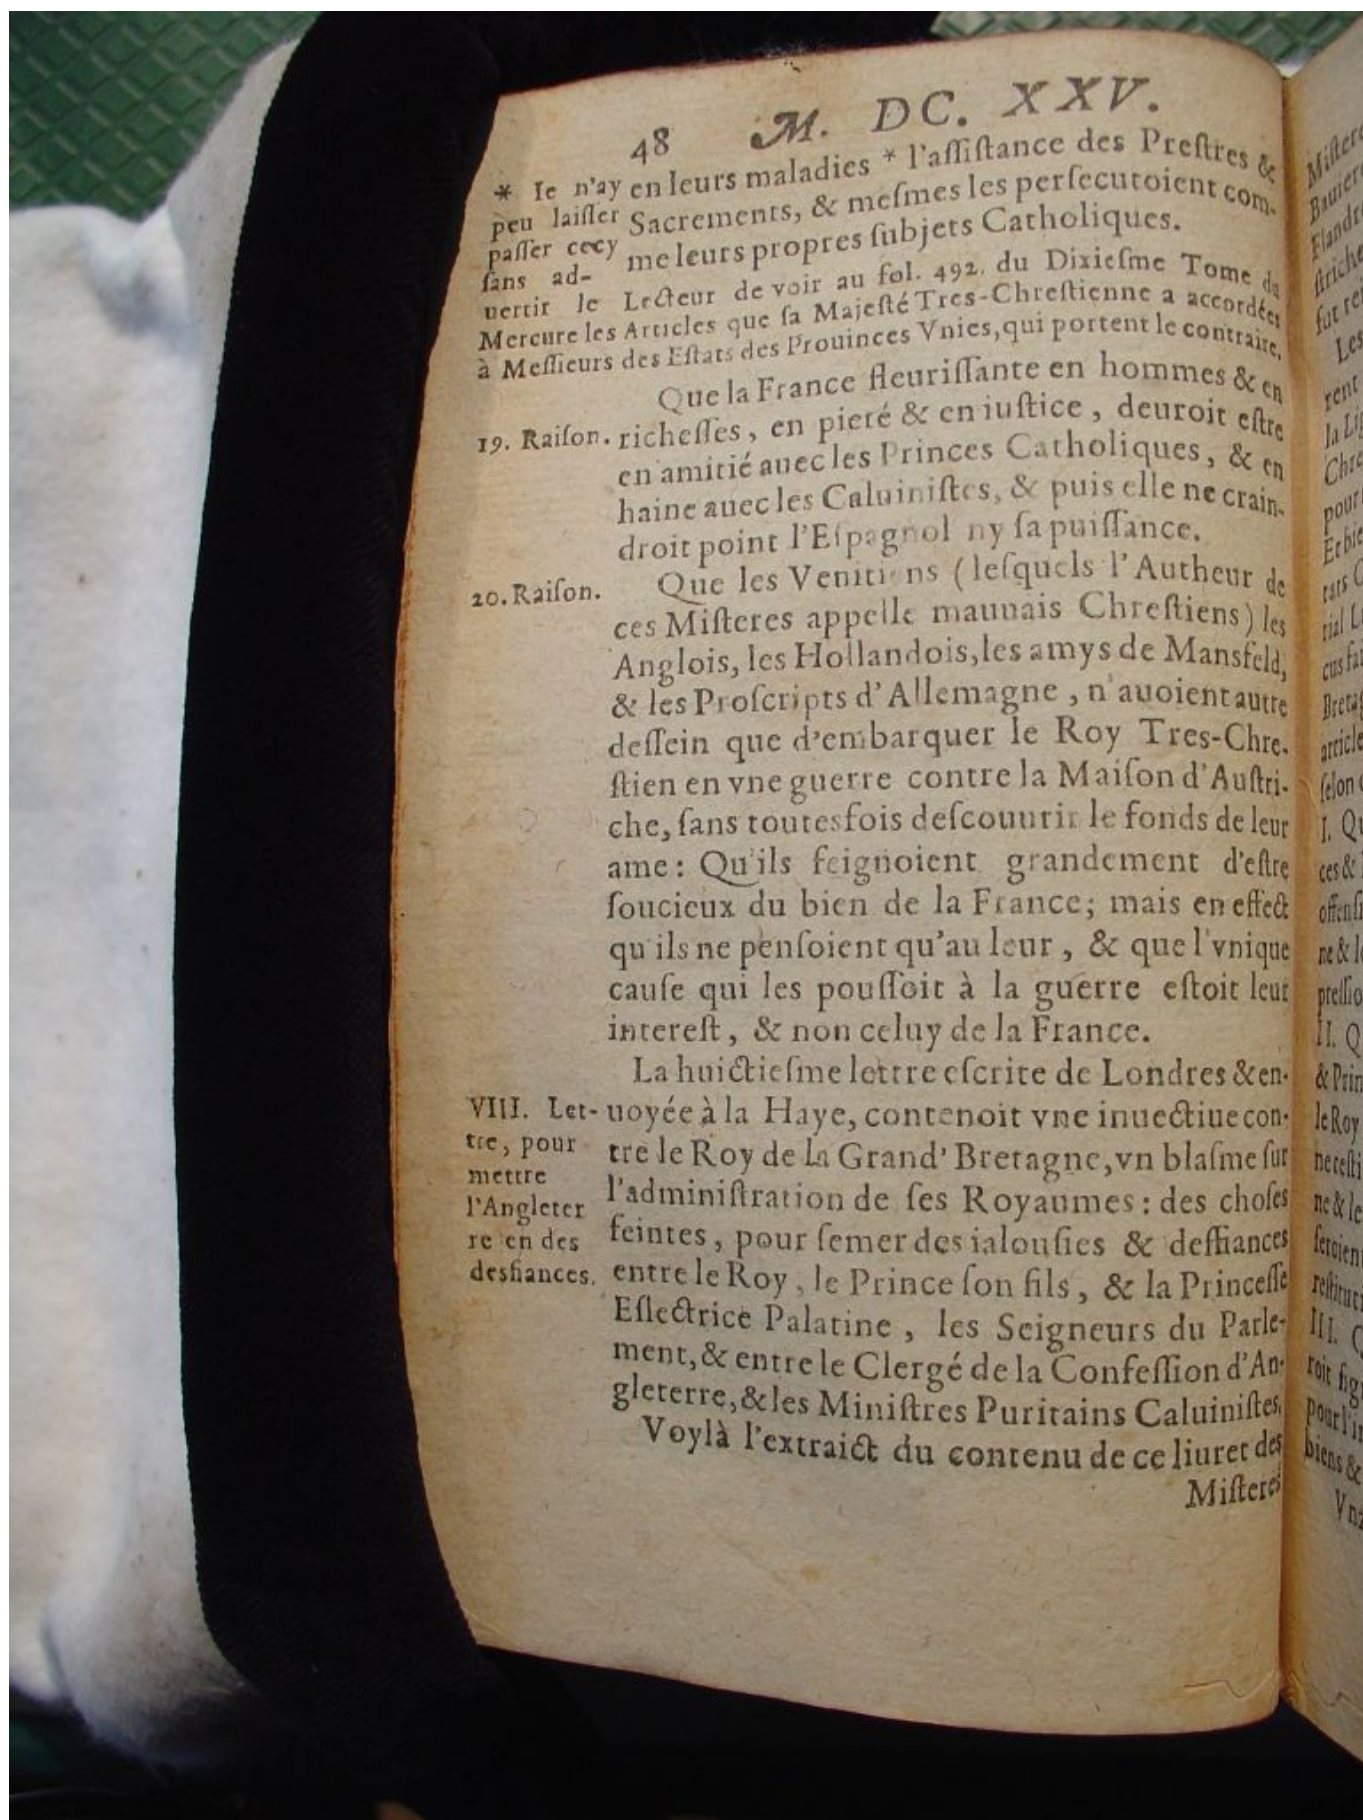 48 M. DC. XXV.
en leurs maladies * l'aſſiſtance des Preſtres &
Sacrements, & meſmes les perſecutoient com-
me leurs propres ſubjets Catholiques.
* Ie n'ay
peu laiſſer
paſſer cecy
ſans ad-
uertir le Lecteur de voir au fol. 492. du Dixieſme Tome du
Mercure les Articles que ſa Majeſté Tres-Chreſtienne a accordées
à Meſſieurs des Eſtats des Prouinces Vnies, qui portent le contraire.
Que la France fleuriſſante en hommes & en
19. Raiſon. richeſſes, en pieté & en iuſtice, deuroit eſtre
en amitié auec les Princes Catholiques, & en
haine auec les Caluiniſtes, & puis elle ne crain-
droit point l'Eſpagnol ny ſa puiſſance.
20. Raiſon. Que les Venitiens (leſquels l'Autheur de
ces Miſteres appelle mauuais Chreſtiens) les
Anglois, les Hollandois, les amys de Mansfeld,
& les Proſcripts d'Allemagne, n'auoient autre
deſſein que d'embarquer le Roy Tres-Chre-
ſtien en vne guerre contre la Maiſon d'Auſtri-
che, ſans toutesfois deſcouurir le fonds de leur
ame: Qu'ils feignoient grandement d'eſtre
ſoucieux du bien de la France; mais en effect
qu'ils ne penſoient qu'au leur, & que l'vnique
cauſe qui les pouſſoit à la guerre eſtoit leur
intereſt, & non celuy de la France.
La huictieſme lettre eſcrite de Londres & en-
uoyée à la Haye, contenoit vne inuectiue con-
tre le Roy de la Grand' Bretagne, vn blaſme ſur
l'adminiſtration de ſes Royaumes: des choſes
feintes, pour ſemer des ialouſies & deffiances
entre le Roy, le Prince ſon fils, & la Princeſſe
Eſlectrice Palatine, les Seigneurs du Parle-
ment, & entre le Clergé de la Confeſſion d'An-
gleterre, & les Miniſtres Puritains Caluiniſtes.
VIII. Let-
tre, pour
mettre
l'Angleter
re en des
desfiances.
Voylà l'extraict du contenu de ce liuret des
Miſteres